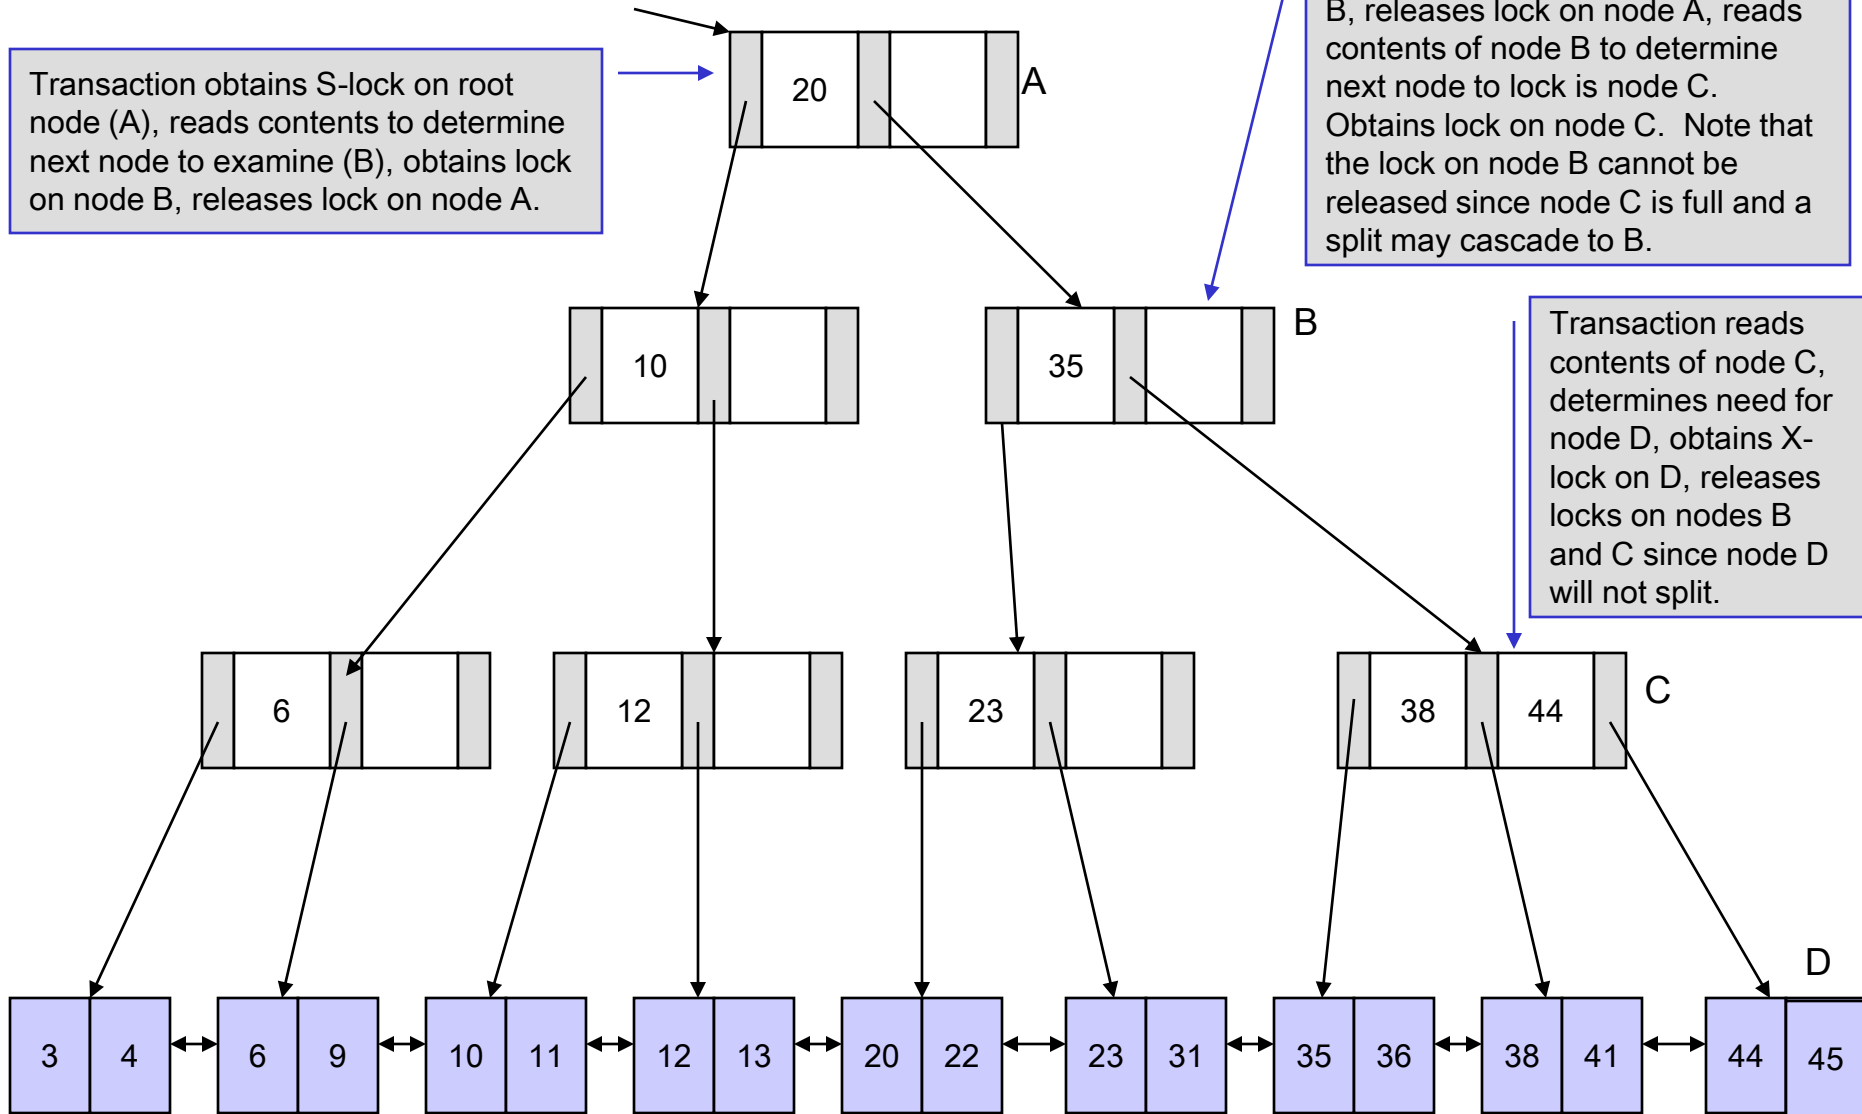 B, releases lock on node A, reads
contents of node B to determine
next node to lock is node C.
Obtains lock on node C.  Note that
the lock on node B cannot be
released since node C is full and a
split may cascade to B.
Transaction obtains S-lock on root
node (A), reads contents to determine
next node to examine (B), obtains lock
on node B, releases lock on node A.
20
A
10
35
B
Transaction reads
contents of node C,
determines need for
node D, obtains X-
lock on D, releases
locks on nodes B
and C since node D
will not split.
6
12
23
38 44
C
D
3 4 6 9 10 11 12 13 20 22 23 31 35 36 38 41 44 45